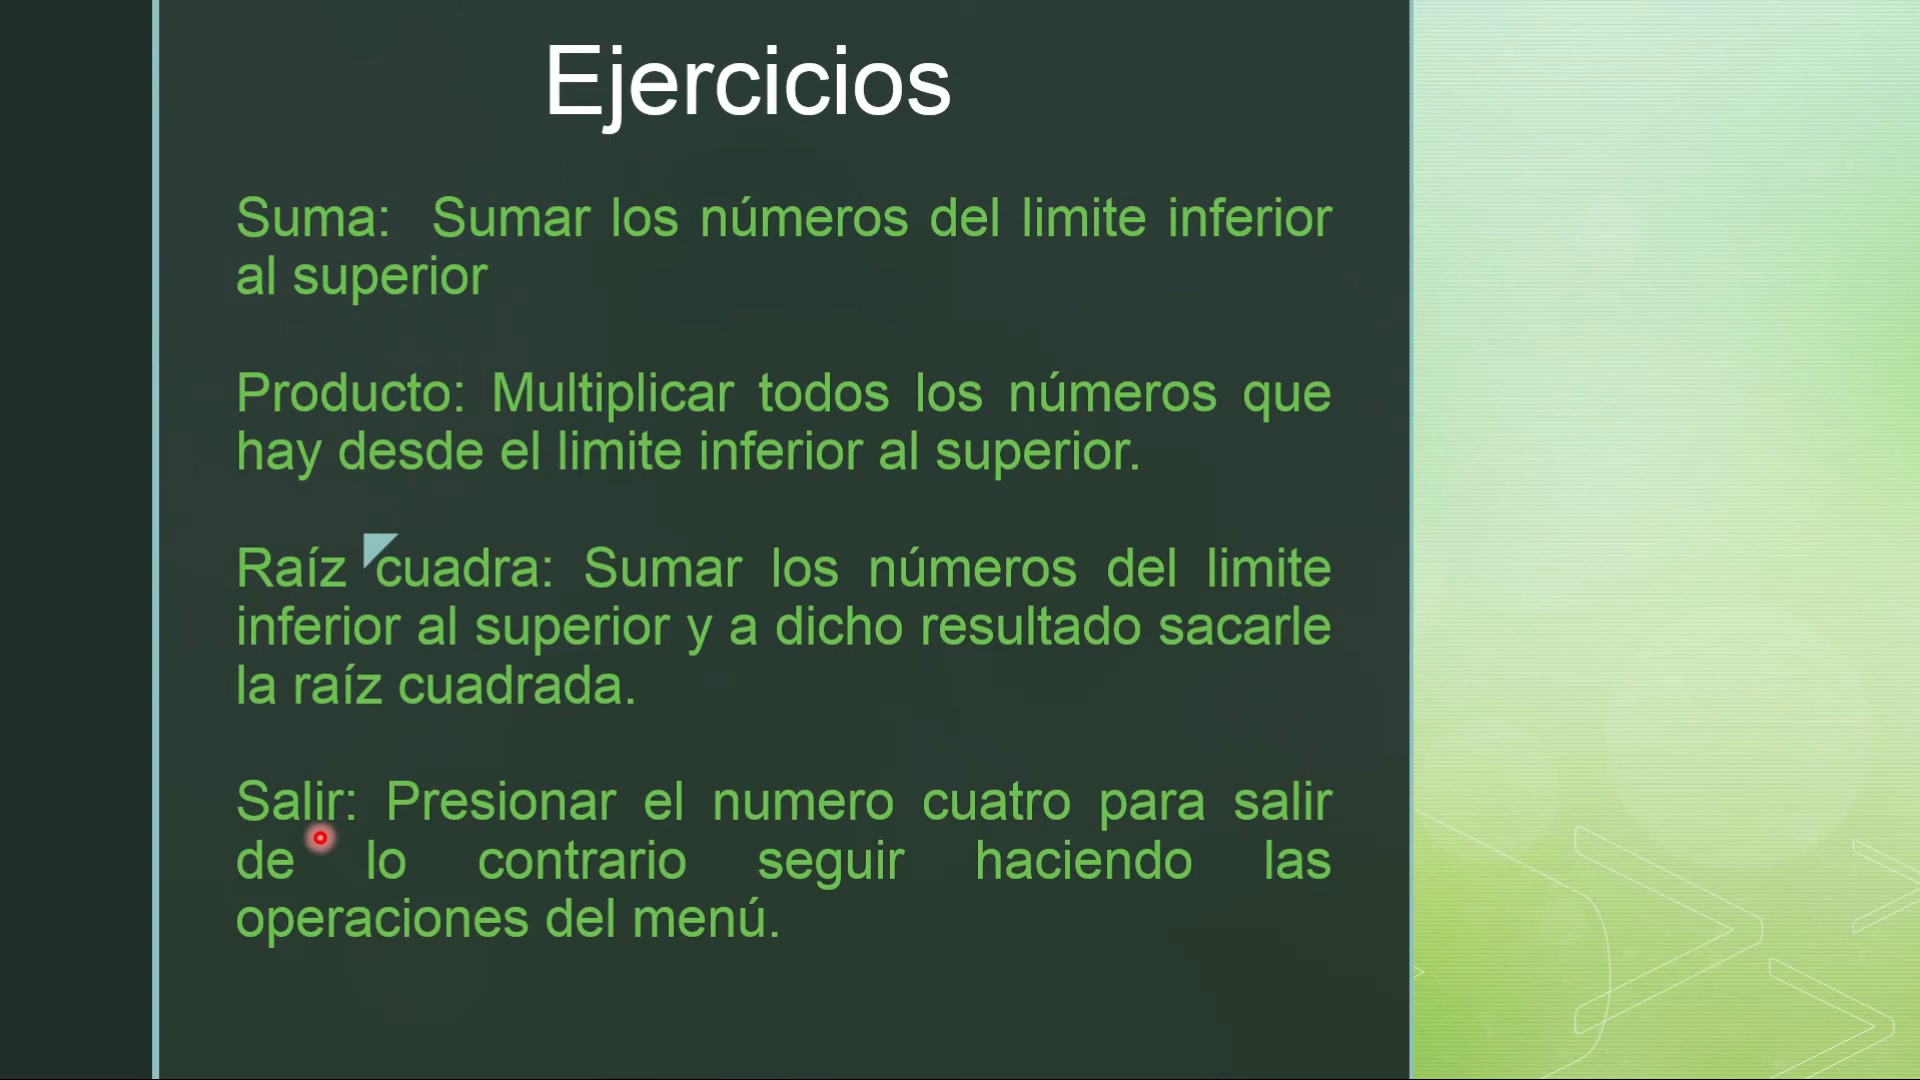 Ejercicios
Suma: Sumar los números del limite inferior
al superior
Producto: Multiplicar todos los números que
hay desde el limite inferior al superior.
Raíz cuadra: Sumar los números del limite
inferior al superior y a dicho resultado sacarle
la raíz cuadrada.
Salir: Presionar el numero cuatro para salir
de lo contrario seguir haciendo las
operaciones del menú.